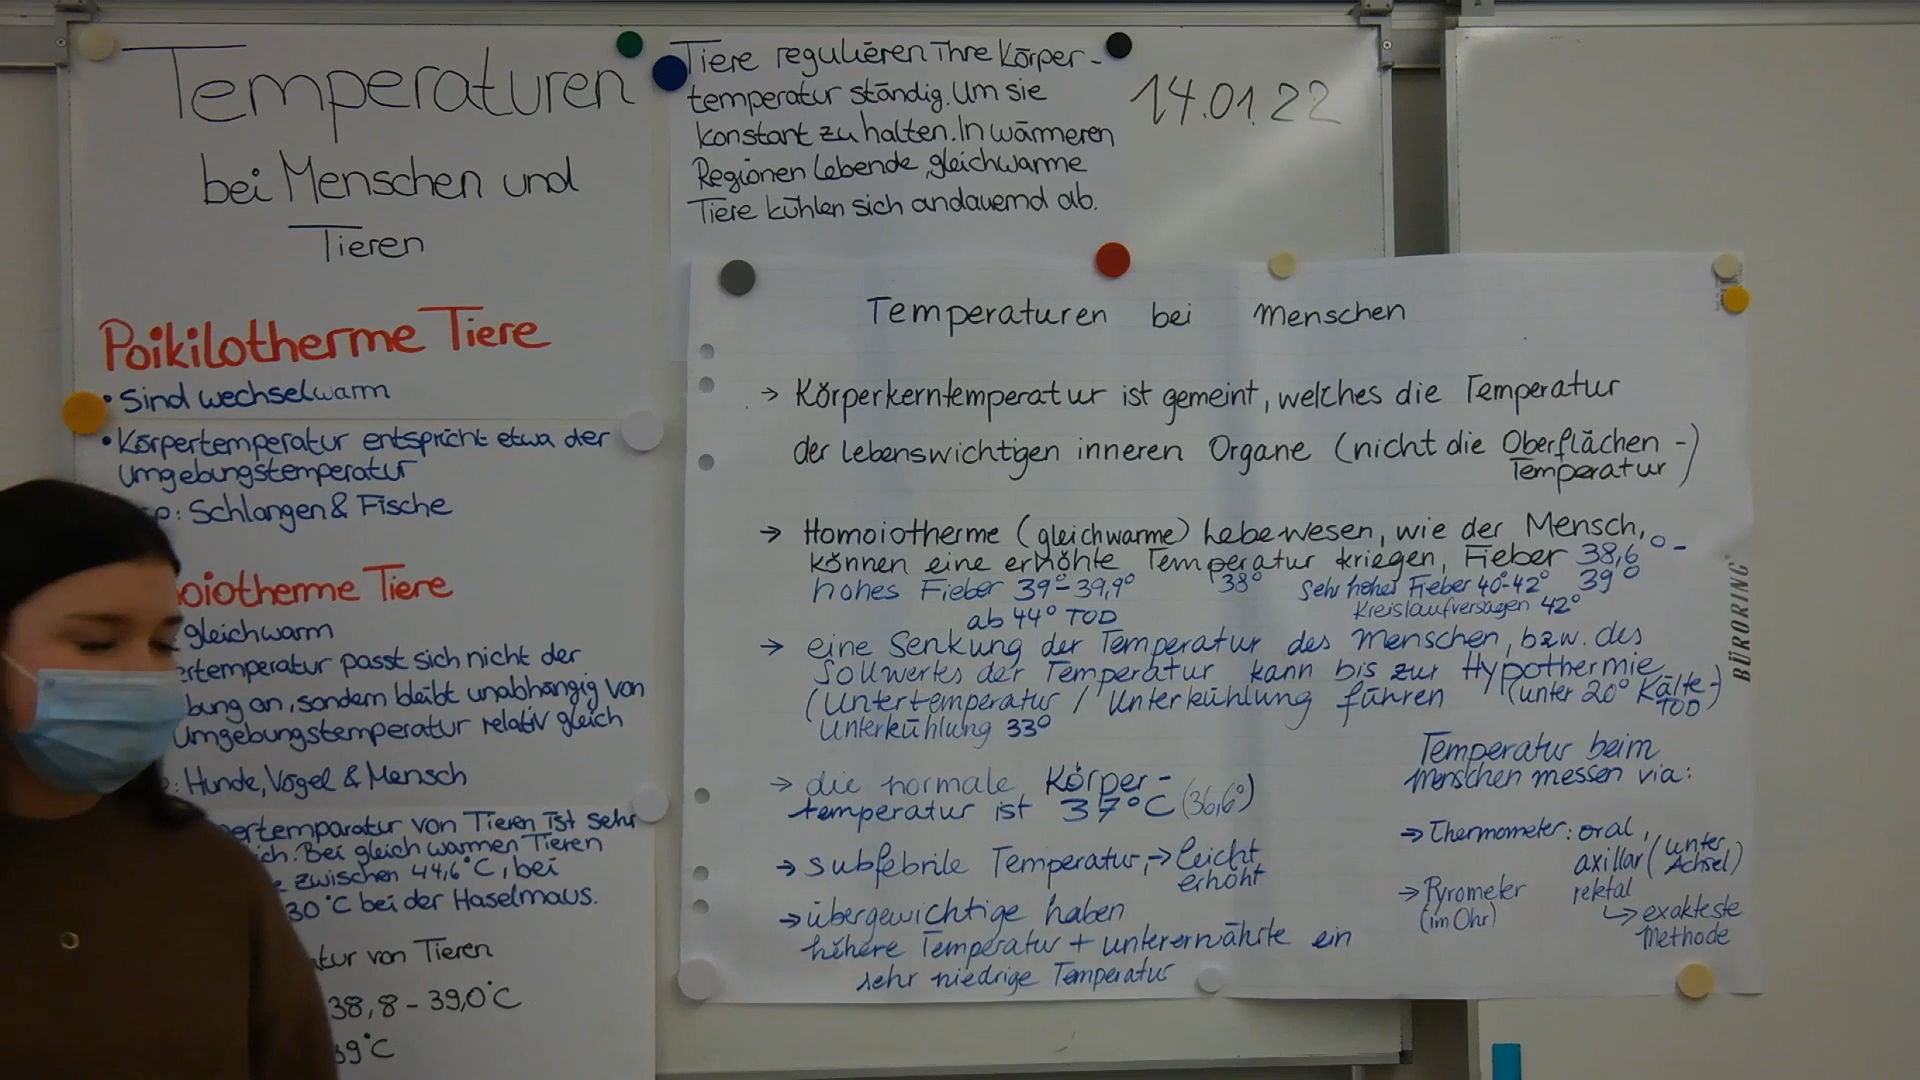 Temperaturen
bei Menschen und
Tieren
Poikilotherme Tiere
• Sind wechselwarm
• Körpertemperatur entspricht etwa der
umgebungstemperatur
: Schlangen & Fische
oiotherme Tiere
gleichwarm
ertemperatur passt sich nicht der
bung an, sondern bleibt unabhängig von
umgebungstemperatur relativ gleich
: Hunde, Vögel & Mensch
ertemparatur von Tieren ist sehr
ich. Bei gleich warmen Tieren
zwischen 44,6°C, bei
30°C bei der Haselmaus.
tur von Tieren
38,8 - 39,0°C
39°C
Tiere regulieren ihre Körper-
temperatur ständig. Um sie
konstant zu halten. In wärmeren
Regionen lebende, gleichwarme
Tiere kühlen sich andauernd ab.
14.01.22
Temperaturen bei menschen
→ Körperkerntemperatur ist gemeint, welches die Temperatur
der lebenswichtigen inneren Organe (nicht die Oberflächen-
Temperatur)
→ Homoiotherme (gleichwarme) Lebewesen, wie der Mensch,
können eine erhöhte Temperatur kriegen, Fieber 38,6° -
hohes Fieber 39°-39,9° 38° Sehr hohes Fieber 40°-42° 39°
ab 44° TOD Kreislaufversagen 42°
→ eine Senkung der Temperatur des Menschen, bzw. des
Sollwertes der Temperatur kann bis zur Hypothermie
(Untertemperatur / Unterkühlung führen (unter 20° Kälte-
TOD)
Unterkühlung 33°
→ die normale Körper-
temperatur ist 37°C (36,6°)
→ subfebrile Temperatur, → leicht
erhöht
→ übergewichtige haben
höhere Temperatur + unterernährte ein
sehr niedrige Temperatur
Temperatur beim
menschen messen via:
→ Thermometer: oral,
axillar (unter
Achsel)
rektal
↳ exakteste
Methode
→ Pyrometer
(im Ohr)
BÜRORING